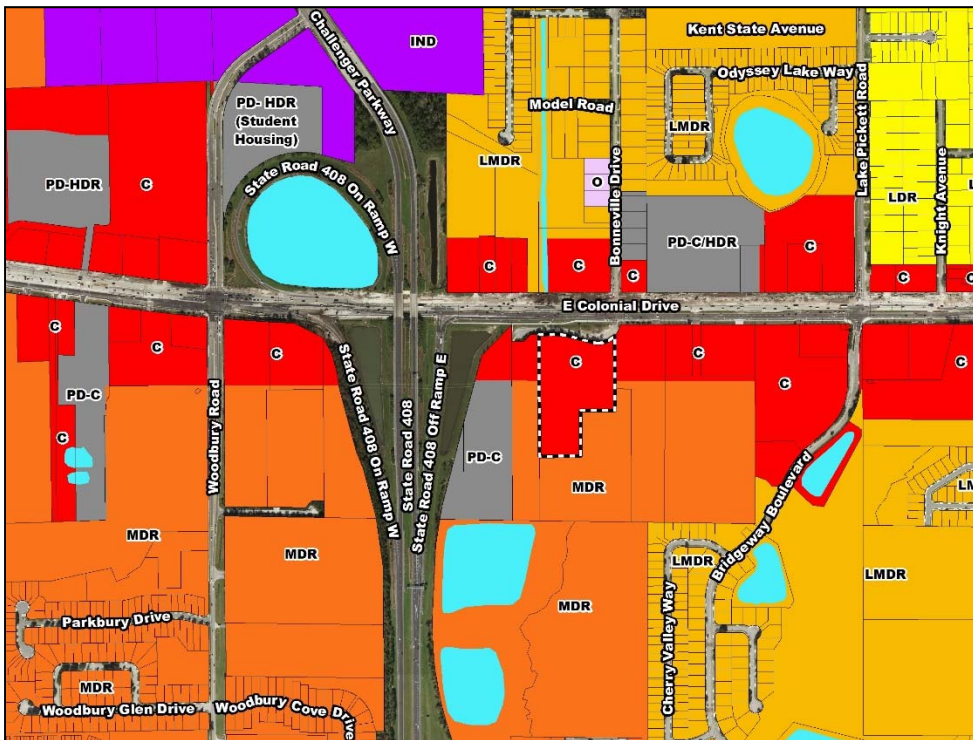 IND
Kent State Avenue
Challenger Parkway
Odyssey Lake Way
Model Road
PD- HDR
(Student
Housing)
LMDR
LMDR
Lake Pickett Road
PD-HDR
C
State Road 408 On Ramp W
O
Bonneville Drive
LDR
Knight Avenue
L
PD-C/HDR
C
C
C
C
C
C
E Colonial Drive
C
C
C
C
C
C
C
PD-C
C
Woodbury Road
State Road 408 On Ramp W
State Road 408
State Road 408 Off Ramp E
PD-C
MDR
Bridgeway Boulevard
LM
MDR
MDR
MDR
LMDR
LMDR
Cherry Valley Way
Parkbury Drive
MDR
Woodbury Glen Drive
Woodbury Cove Drive